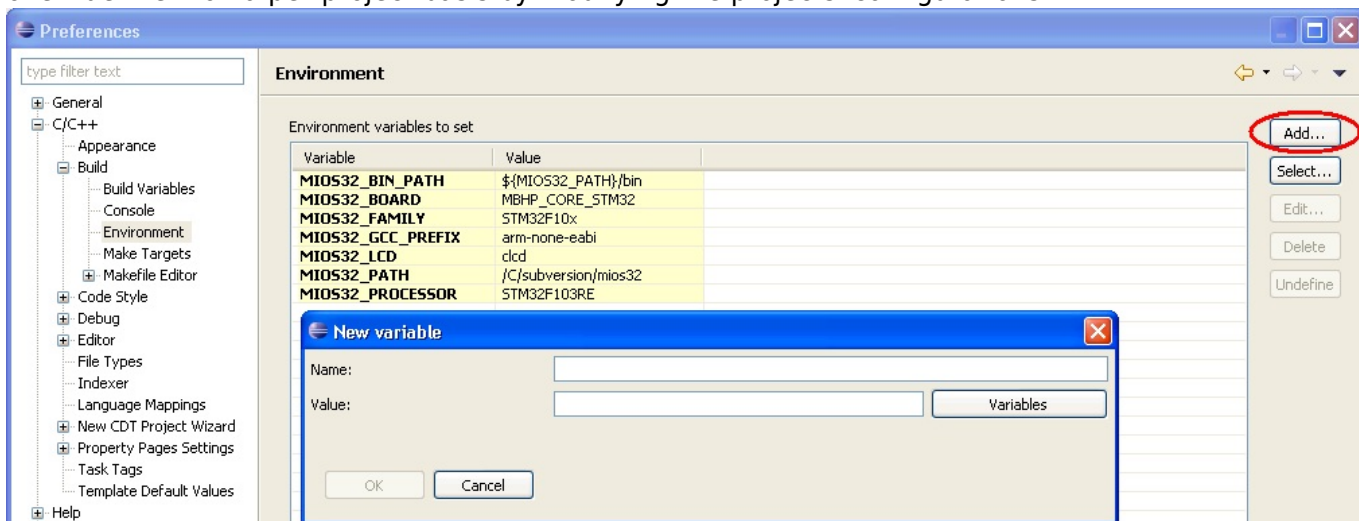 Preferences
type filter text
Environment
General
C/C++
Appearance
Build
Build Variables
Console
Environment
Make Targets
Makefile Editor
Code Style
Debug
Editor
File Types
Indexer
Language Mappings
New CDT Project Wizard
Property Pages Settings
Task Tags
Template Default Values
Help
Environment variables to set
Variable Value
MIOS32_BIN_PATH ${MIOS32_PATH}/bin
MIOS32_BOARD MBHP_CORE_STM32
MIOS32_FAMILY STM32F10x
MIOS32_GCC_PREFIX arm-none-eabi
MIOS32_LCD clcd
MIOS32_PATH /C/subversion/mios32
MIOS32_PROCESSOR STM32F103RE
Add...
Select...
Edit...
Delete
Undefine
New variable
Name:
Value:
Variables
OK Cancel